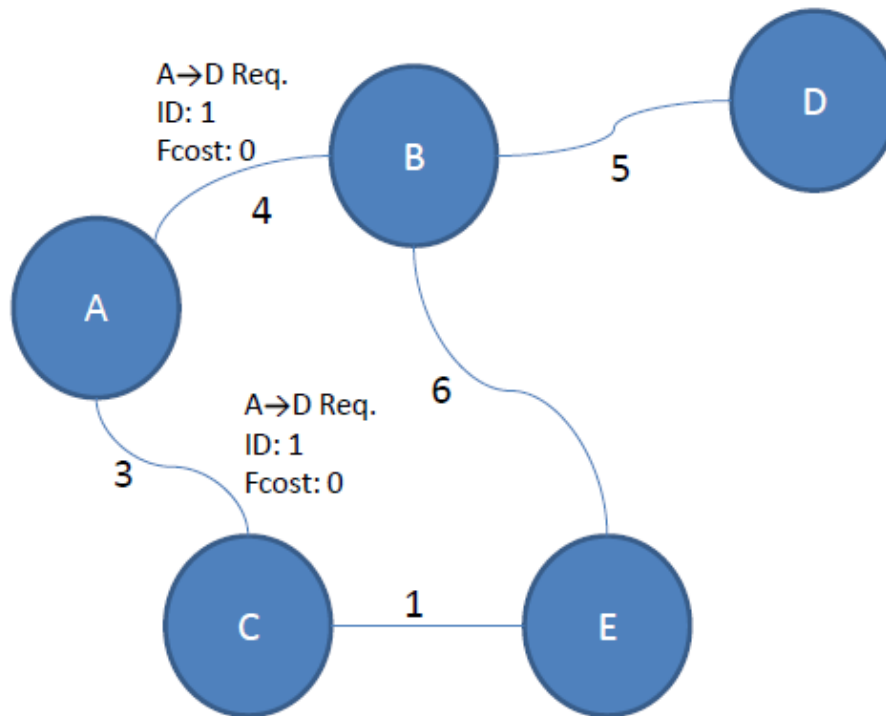 A→D Req.
ID: 1
Fcost: 0
B
D
5
4
A
6
A→D Req.
ID: 1
Fcost: 0
3
C
1
E